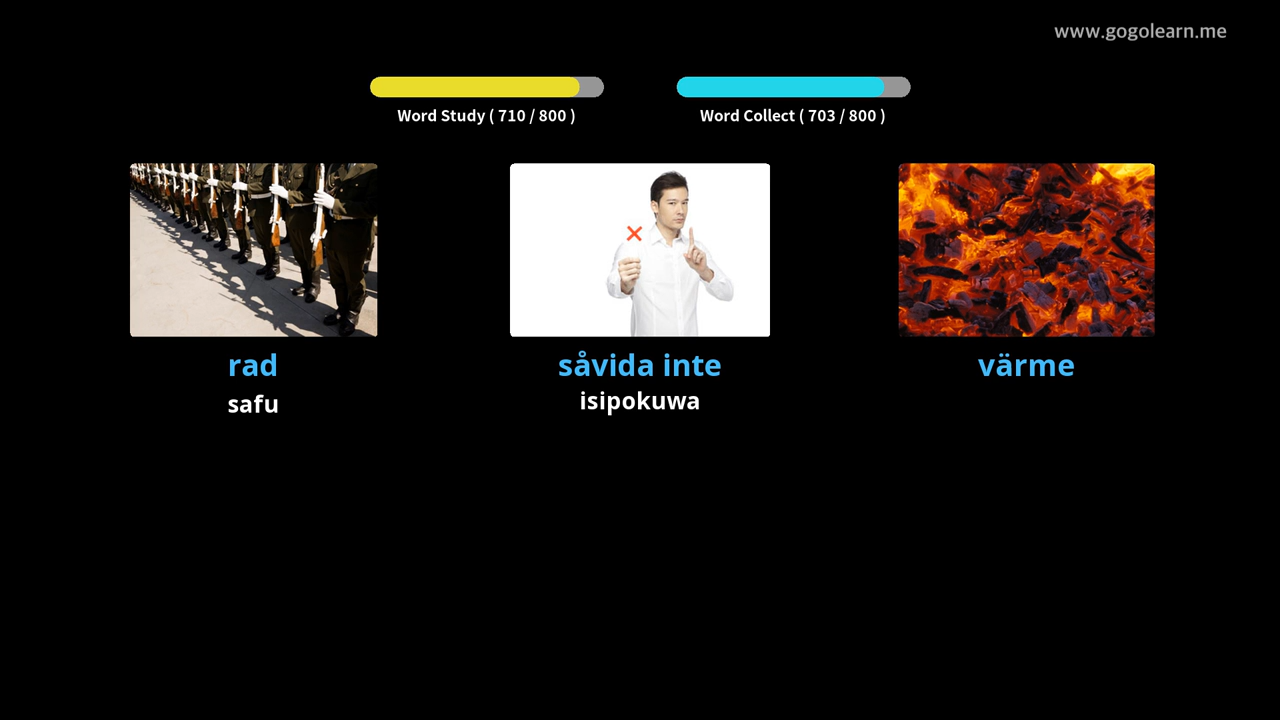 www.gogolearn.me
Word Study ( 710 / 800 )
Word Collect ( 703 / 800 )
rad
safu
såvida inte
isipokuwa
värme